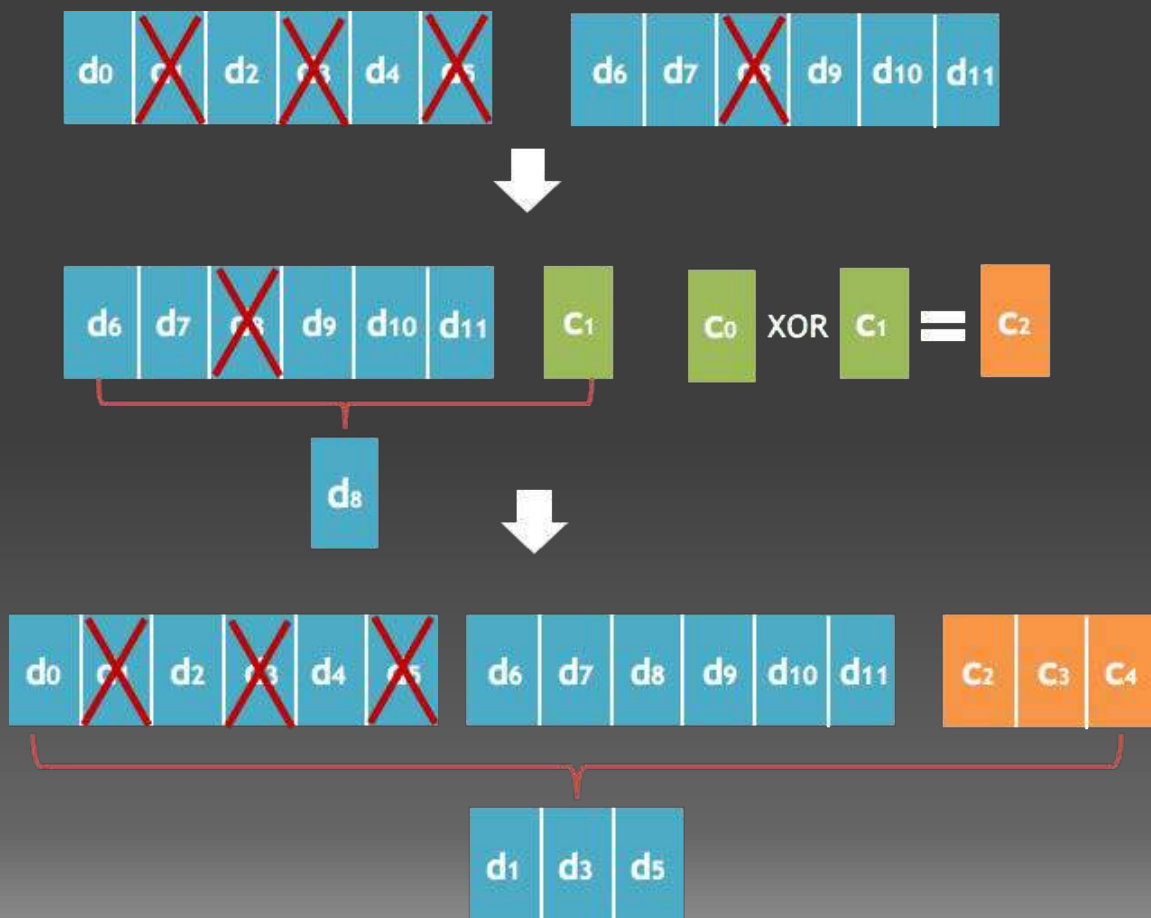 d0 d2 d4 d6 d7 d9 d10 d11
d6 d7 d9 d10 d11 c1 c0 XOR c1 = c2
d8
d0 d2 d4 d6 d7 d8 d9 d10 d11 c2 c3 c4
d1 d3 d5